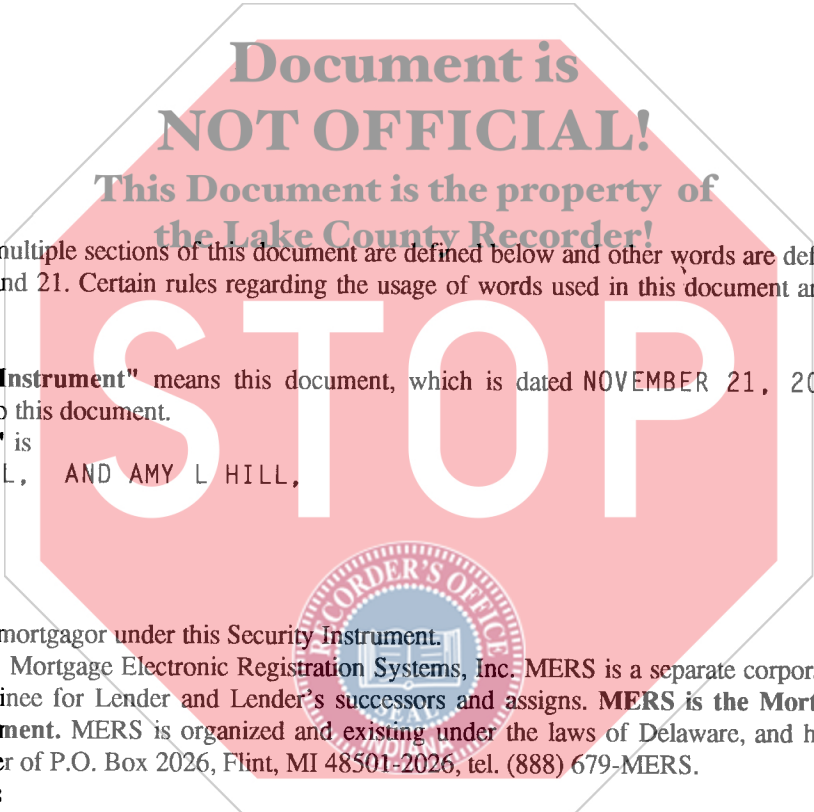 Document is
NOT OFFICIAL!
This Document is the property of
the Lake County Recorder!
multiple sections of this document are defined below and other words are def
nd 21. Certain rules regarding the usage of words used in this document a
Instrument" means this document, which is dated NOVEMBER 21, 20
this document.
" is
L, AND AMY L HILL,
STOP
RECORDER'S OFFICE
SEAL
INDIANA
mortgagor under this Security Instrument.
Mortgage Electronic Registration Systems, Inc. MERS is a separate corpor
inee for Lender and Lender's successors and assigns. MERS is the Mort
ment. MERS is organized and existing under the laws of Delaware, and h
r of P.O. Box 2026, Flint, MI 48501-2026, tel. (888) 679-MERS.